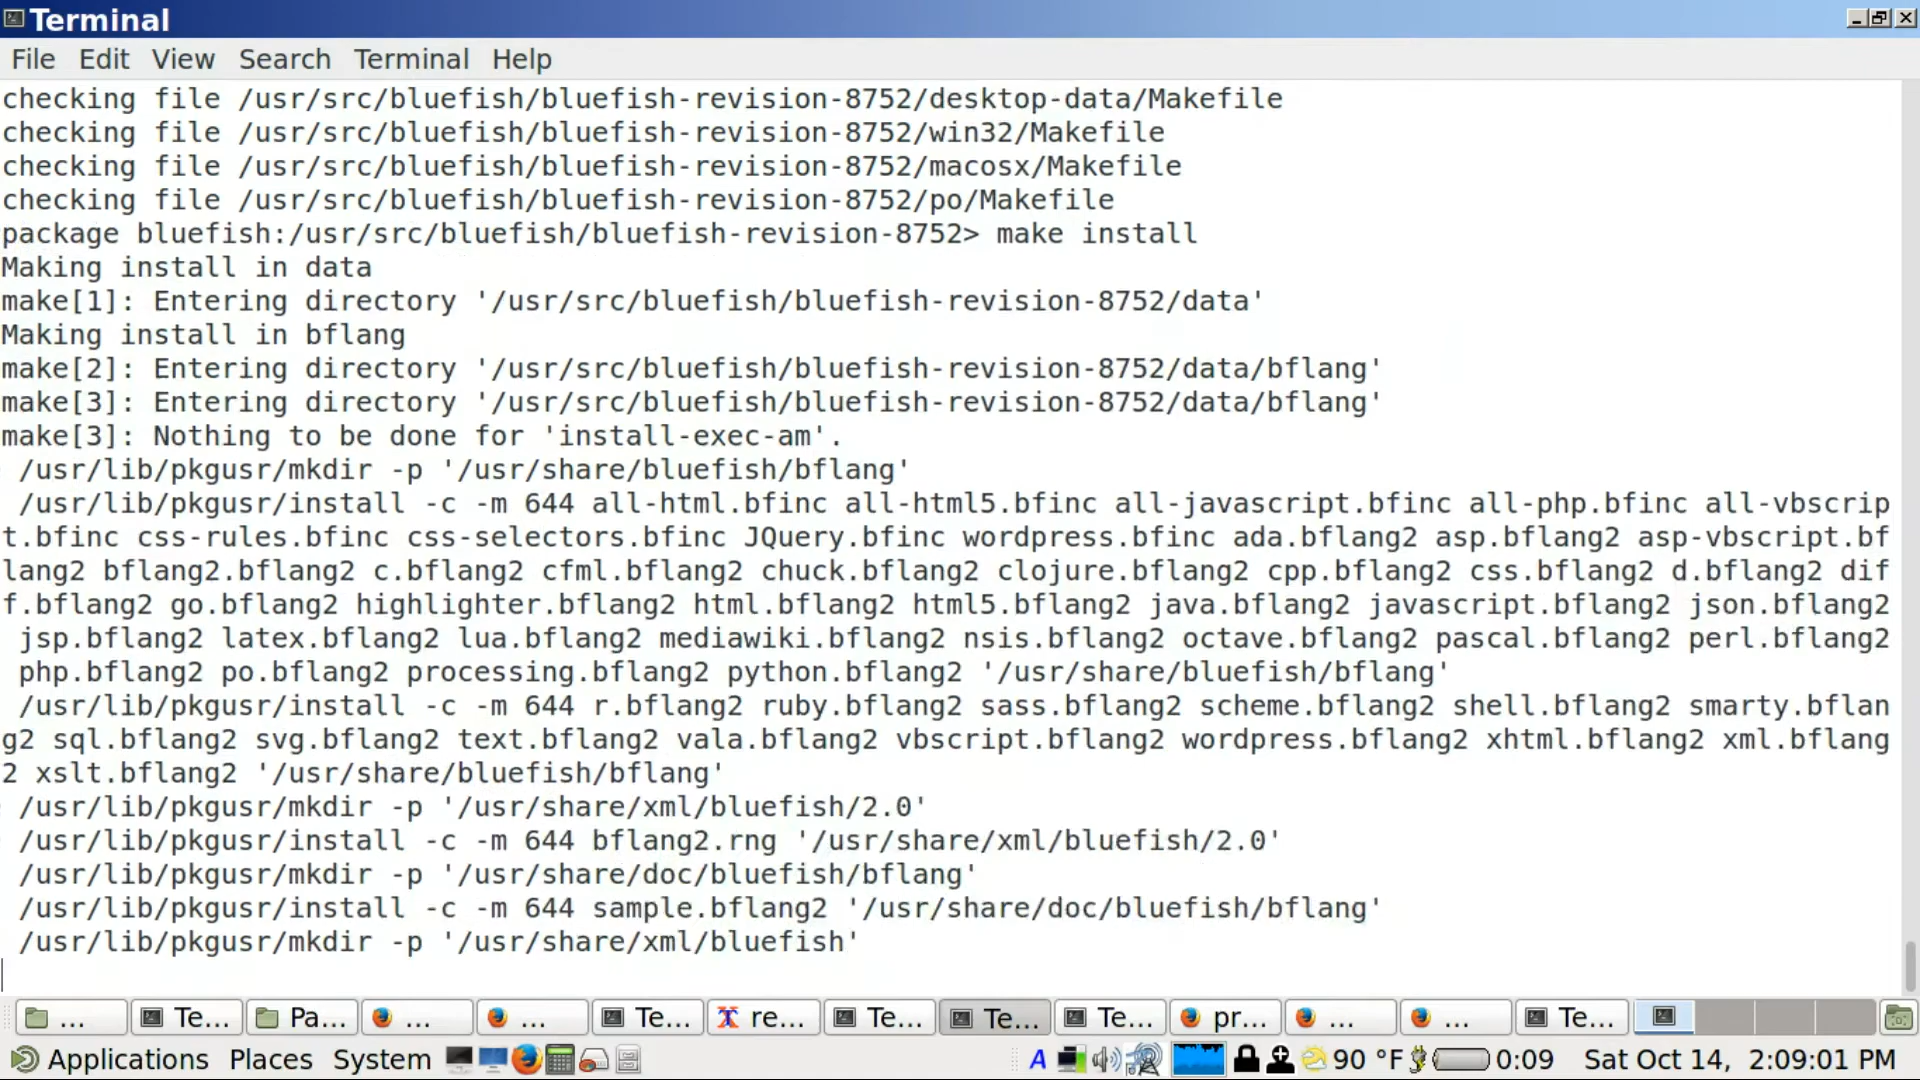 Terminal
File Edit View Search Terminal Help
checking file /usr/src/bluefish/bluefish-revision-8752/desktop-data/Makefile
checking file /usr/src/bluefish/bluefish-revision-8752/win32/Makefile
checking file /usr/src/bluefish/bluefish-revision-8752/macosx/Makefile
checking file /usr/src/bluefish/bluefish-revision-8752/po/Makefile
package bluefish:/usr/src/bluefish/bluefish-revision-8752> make install
Making install in data
make[1]: Entering directory '/usr/src/bluefish/bluefish-revision-8752/data'
Making install in bflang
make[2]: Entering directory '/usr/src/bluefish/bluefish-revision-8752/data/bflang'
make[3]: Entering directory '/usr/src/bluefish/bluefish-revision-8752/data/bflang'
make[3]: Nothing to be done for 'install-exec-am'.
 /usr/lib/pkgusr/mkdir -p '/usr/share/bluefish/bflang'
 /usr/lib/pkgusr/install -c -m 644 all-html.bfinc all-html5.bfinc all-javascript.bfinc all-php.bfinc all-vbscrip
t.bfinc css-rules.bfinc css-selectors.bfinc JQuery.bfinc wordpress.bfinc ada.bflang2 asp.bflang2 asp-vbscript.bf
lang2 bflang2.bflang2 c.bflang2 cfml.bflang2 chuck.bflang2 clojure.bflang2 cpp.bflang2 css.bflang2 d.bflang2 dif
f.bflang2 go.bflang2 highlighter.bflang2 html.bflang2 html5.bflang2 java.bflang2 javascript.bflang2 json.bflang2
 jsp.bflang2 latex.bflang2 lua.bflang2 mediawiki.bflang2 nsis.bflang2 octave.bflang2 pascal.bflang2 perl.bflang2
 php.bflang2 po.bflang2 processing.bflang2 python.bflang2 '/usr/share/bluefish/bflang'
 /usr/lib/pkgusr/install -c -m 644 r.bflang2 ruby.bflang2 sass.bflang2 scheme.bflang2 shell.bflang2 smarty.bflan
g2 sql.bflang2 svg.bflang2 text.bflang2 vala.bflang2 vbscript.bflang2 wordpress.bflang2 xhtml.bflang2 xml.bflang
2 xslt.bflang2 '/usr/share/bluefish/bflang'
 /usr/lib/pkgusr/mkdir -p '/usr/share/xml/bluefish/2.0'
 /usr/lib/pkgusr/install -c -m 644 bflang2.rng '/usr/share/xml/bluefish/2.0'
 /usr/lib/pkgusr/mkdir -p '/usr/share/doc/bluefish/bflang'
 /usr/lib/pkgusr/install -c -m 644 sample.bflang2 '/usr/share/doc/bluefish/bflang'
 /usr/lib/pkgusr/mkdir -p '/usr/share/xml/bluefish'
... Te... Pa... ... ... Te... re... Te... Te... Te... pr... ... ... Te...
Applications Places System A 90 °F 0:09 Sat Oct 14, 2:09:01 PM